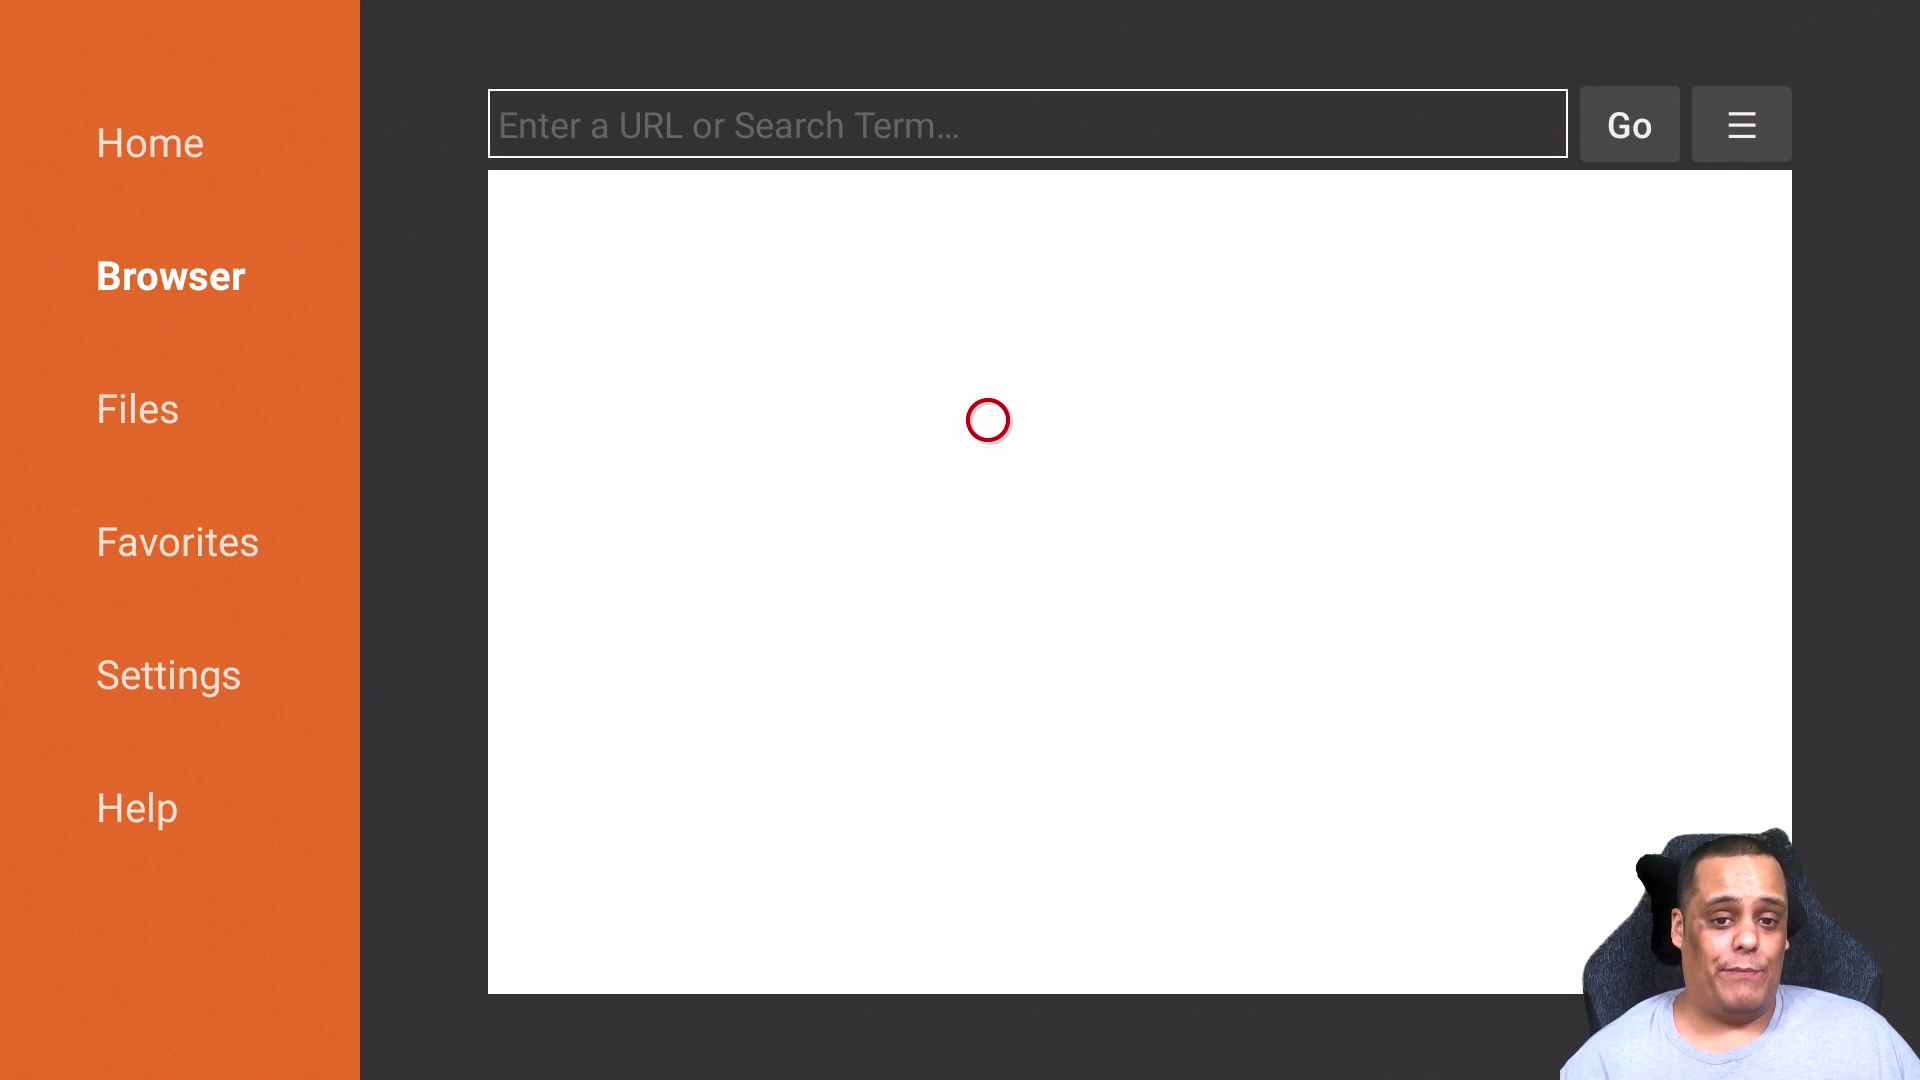 Home
Browser
Files
Favorites
Settings
Help
Enter a URL or Search Term...
Go